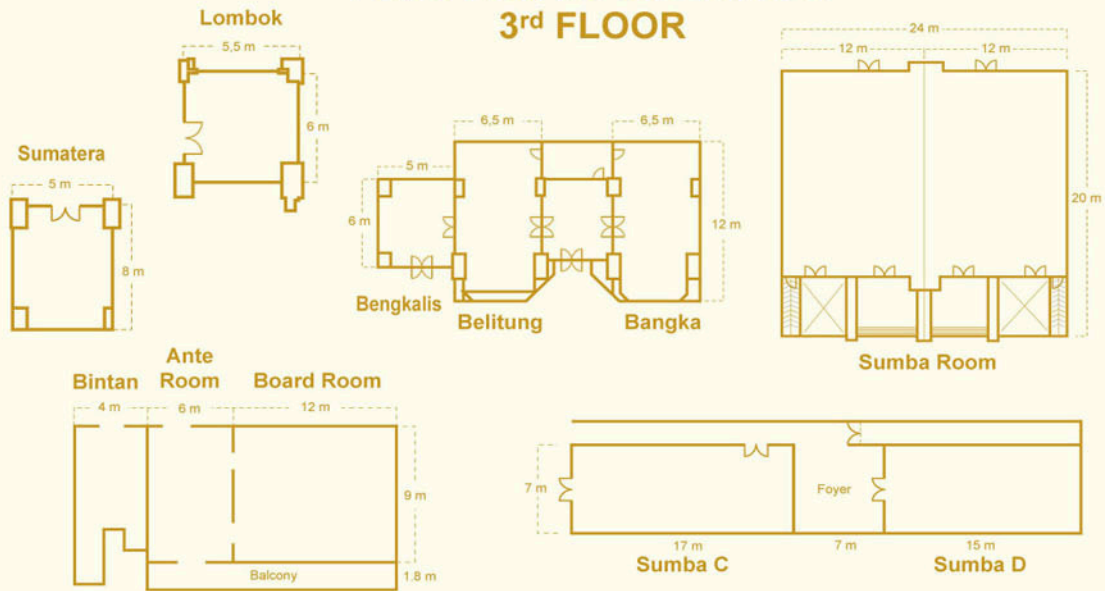 3rd FLOOR
Lombok
5,5 m
6 m
Sumatera
5 m
8 m
6,5 m
6,5 m
5 m
6 m
12 m
Bengkalis
Belitung
Bangka
24 m
12 m
12 m
20 m
Sumba Room
Bintan
Ante
Room
Board Room
4 m
6 m
12 m
9 m
Balcony
1.8 m
7 m
Foyer
17 m
7 m
15 m
Sumba C
Sumba D